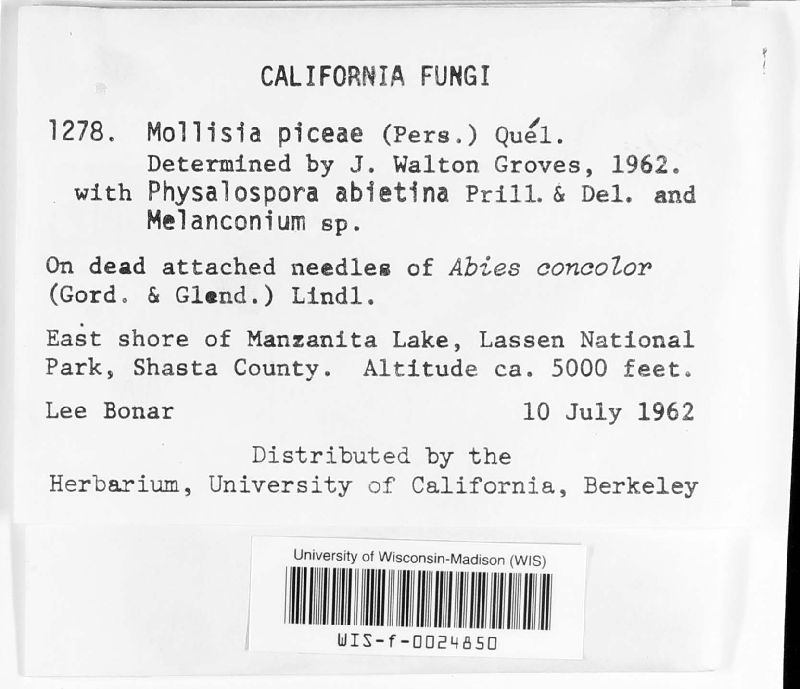 CALIFORNIA FUNGI
1278. Mollisia piceae (Pers.) Quél.
Determined by J. Walton Groves, 1962.
with Physalospora abietina Prill. & Del. and
Melanconium sp.
On dead attached needles of Abies concolor
(Gord. & Glend.) Lindl.
East shore of Manzanita Lake, Lassen National
Park, Shasta County. Altitude ca. 5000 feet.
Lee Bonar 10 July 1962
Distributed by the
Herbarium, University of California, Berkeley
University of Wisconsin-Madison (WIS)
WIS-f-0024850